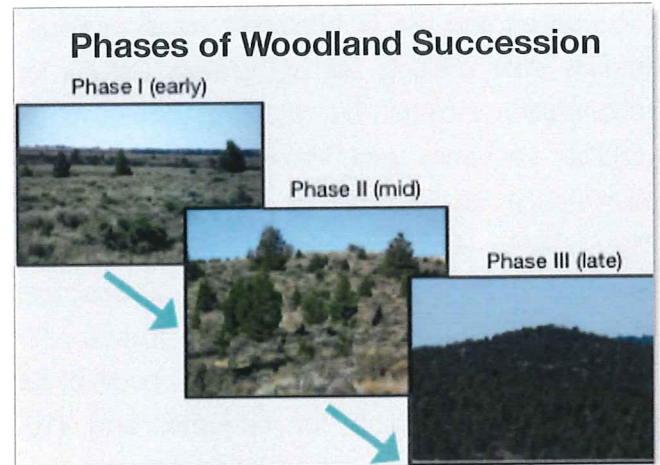 Phases of Woodland Succession
Phase I (early)
Phase II (mid)
Phase III (late)